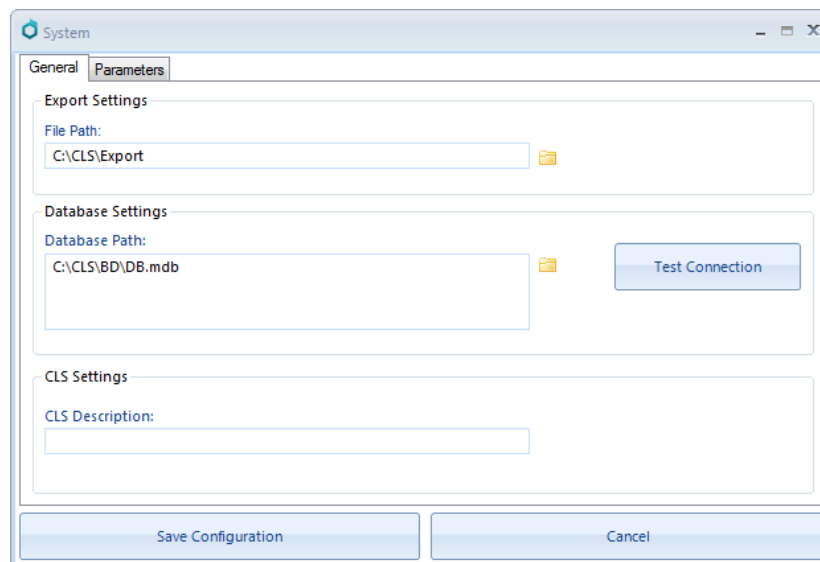 System
General Parameters
Export Settings
File Path:
C:\CLS\Export
Database Settings
Database Path:
C:\CLS\BD\DB.mdb
Test Connection
CLS Settings
CLS Description:
Save Configuration Cancel